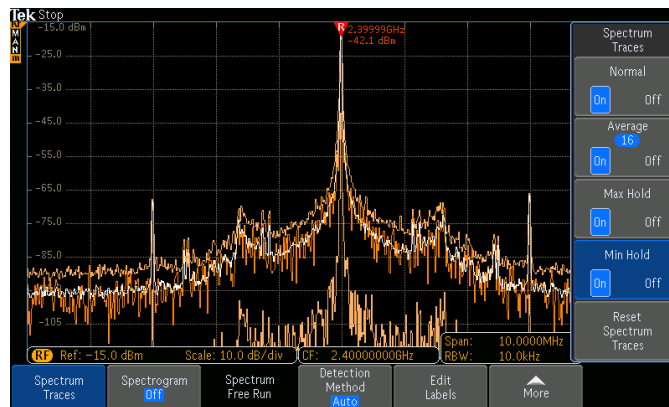 Tek Stop
-15.0 dBm
MAN
R
2.39999GHz
-42.1 dBm
-25.0
-35.0
-45.0
-55.0
-65.0
-75.0
-85.0
-105
RF Ref: -15.0 dBm Scale: 10.0 dB/div
CF: 2.400000000GHz
Span: 10.0000MHz
RBW: 10.0kHz
Spectrum
Traces
Normal
On Off
Average
16
On Off
Max Hold
On Off
Min Hold
On Off
Reset
Spectrum
Traces
Spectrum
Traces
Spectrogram
Off
Spectrum
Free Run
Detection
Method
Auto
Edit
Labels
More